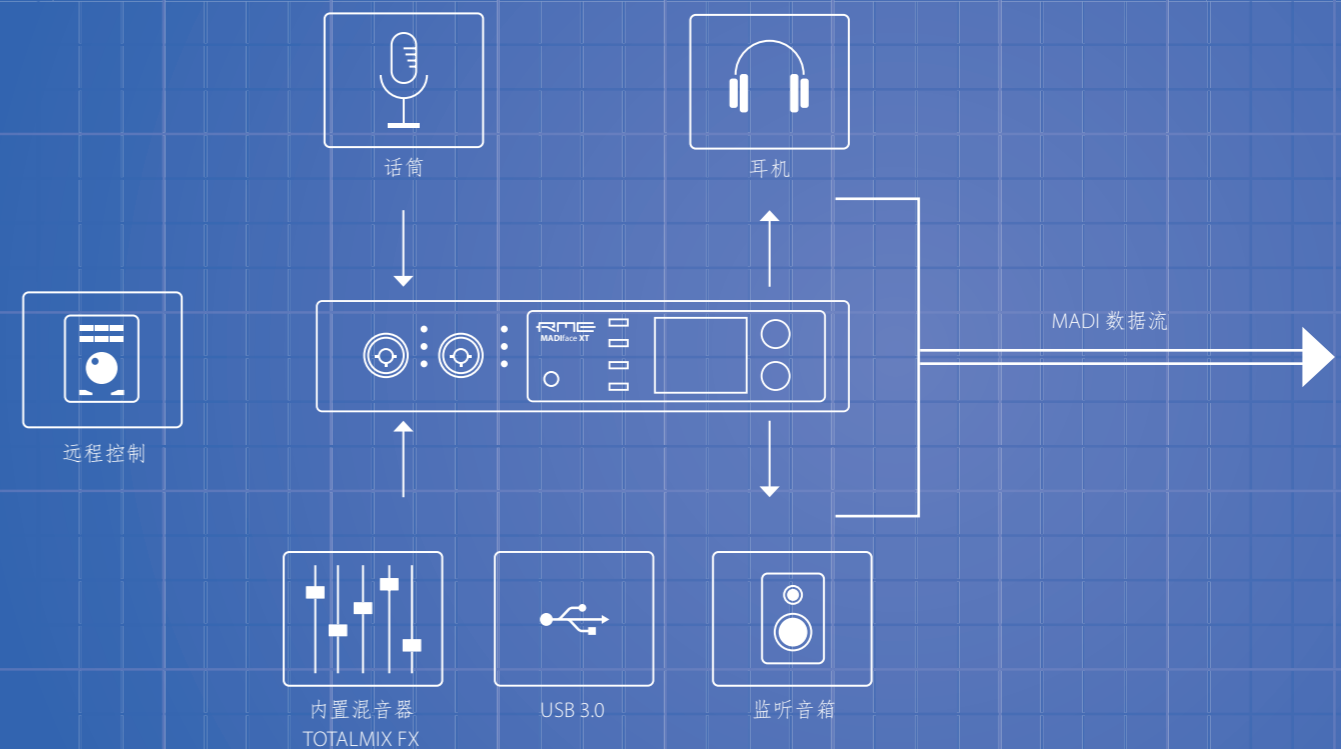 话筒
耳机
RME
MADIface XT
MADI 数据流
远程控制
内置混音器
TOTALMIX FX
USB 3.0
监听音箱